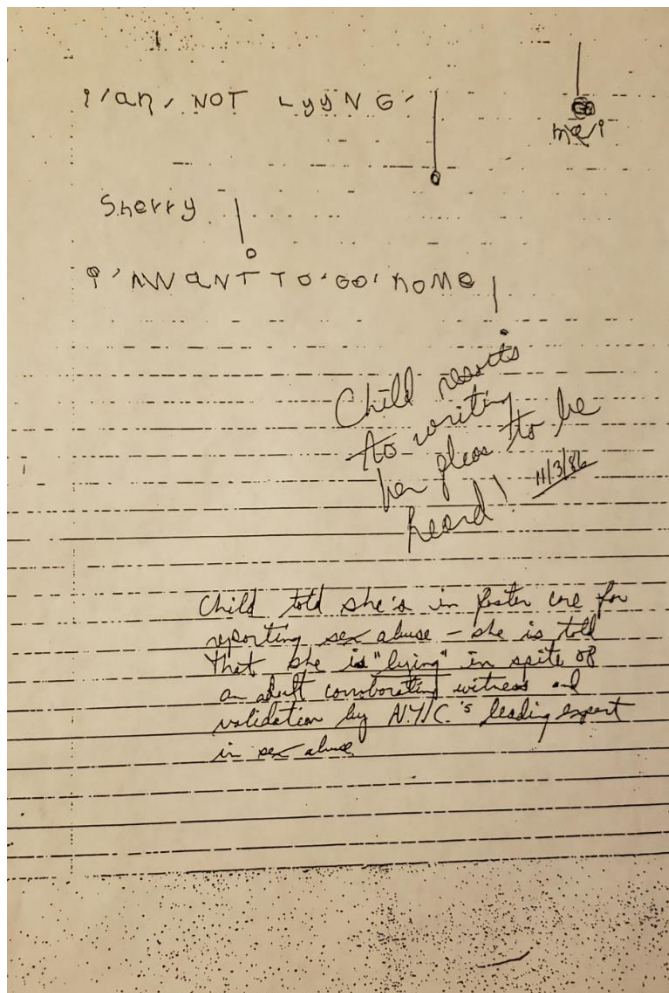 I'am, NOT LyyNG'
Sherry
I' WaNT TO'GO' hOME
Child resorts
to writing
her pleas to be
heard! 11/3/86
Child told she's in foster care for
reporting sex abuse - she is told
that she is "lying" in spite of
an adult corroborating witness and
validation by N.Y.C.'s leading expert
in sex abuse